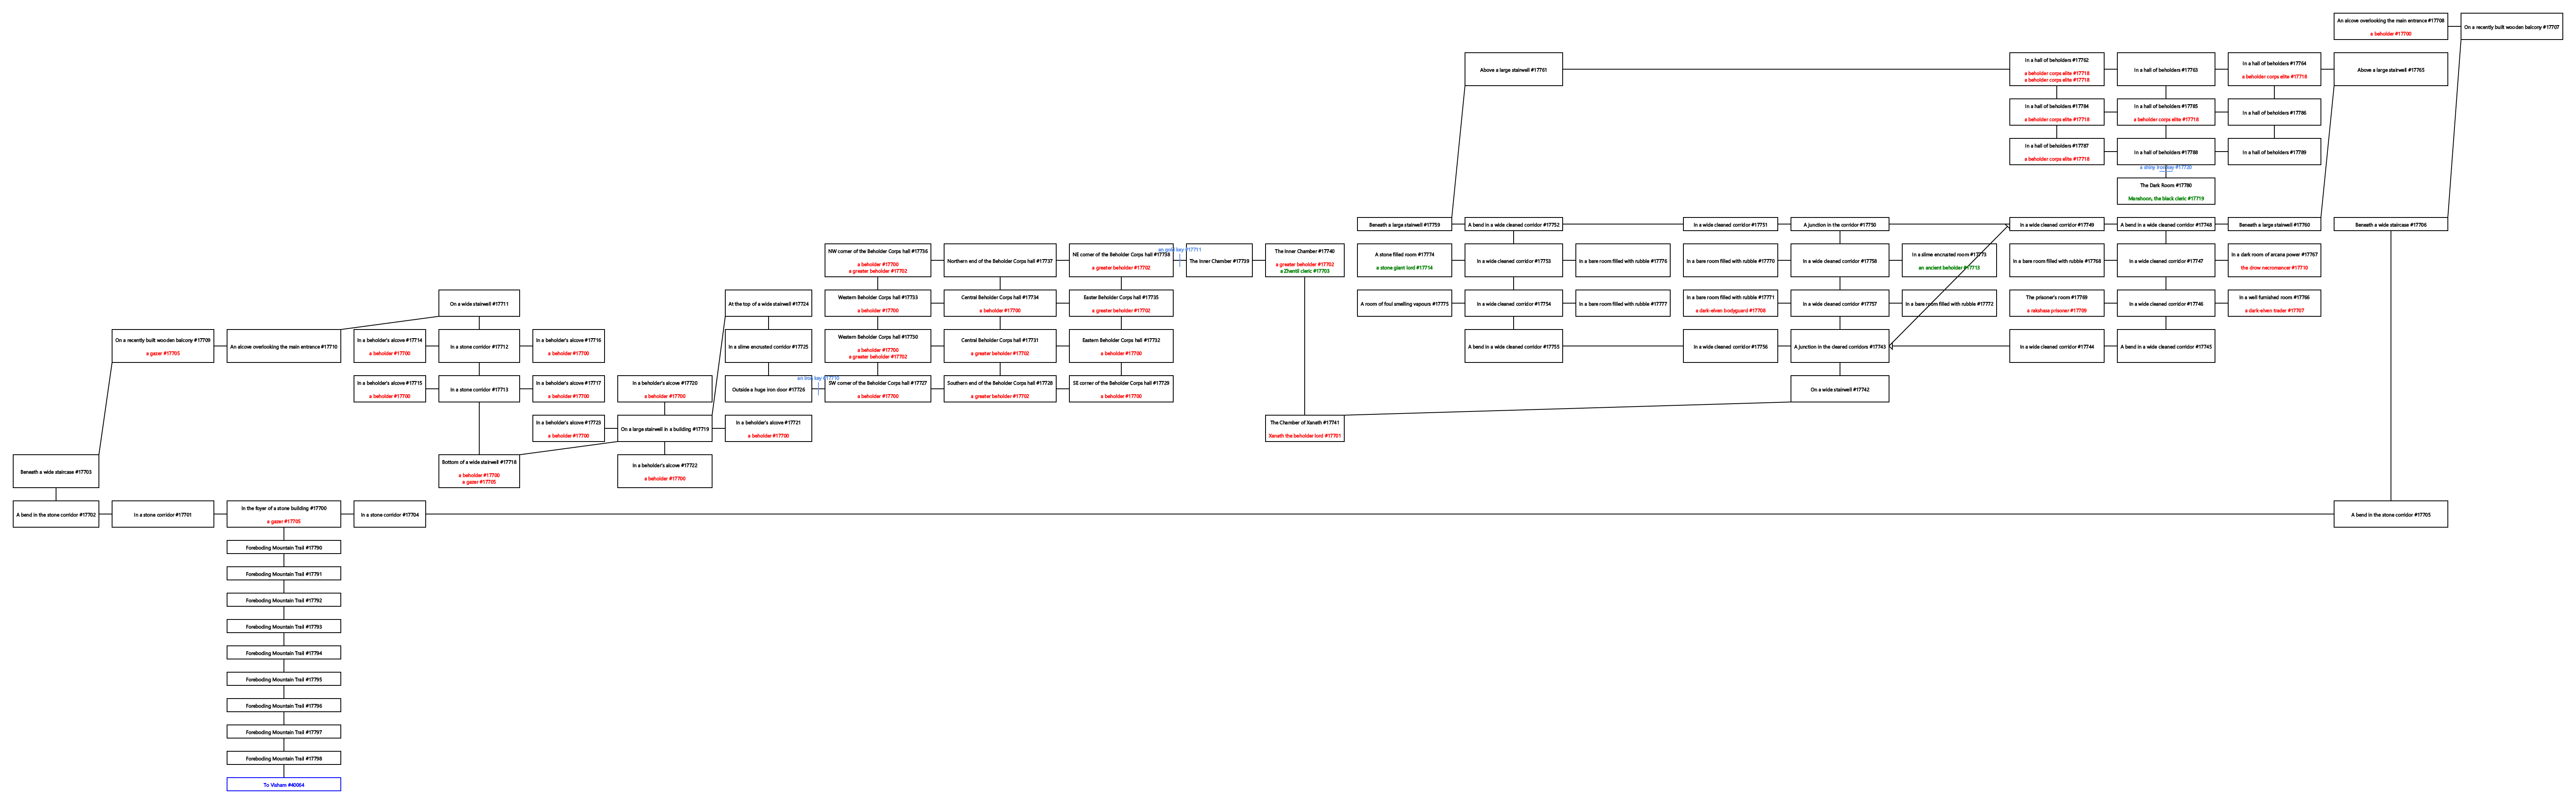 An alcove overlooking the main entrance #17708
a beholder #17700
On a recently built wooden balcony #17707
Above a large stairwell #17761
In a hall of beholders #17762
a beholder corps elite #17718
a beholder corps elite #17718
In a hall of beholders #17763
In a hall of beholders #17764
a beholder corps elite #17718
Above a large stairwell #17765
In a hall of beholders #17784
a beholder corps elite #17718
In a hall of beholders #17785
a beholder corps elite #17718
In a hall of beholders #17786
In a hall of beholders #17787
a beholder corps elite #17718
In a hall of beholders #17788
In a hall of beholders #17789
a shiny iron key #17720
The Dark Room #17780
Manshoon, the black cleric #17719
Beneath a large stairwell #17759
A bend in a wide cleaned corridor #17752
In a wide cleaned corridor #17751
A junction in the corridor #17750
In a wide cleaned corridor #17749
A bend in a wide cleaned corridor #17748
Beneath a large stairwell #17760
Beneath a wide staircase #17706
NW corner of the Beholder Corps hall #17736
a beholder #17700
a greater beholder #17702
Northern end of the Beholder Corps hall #17737
NE corner of the Beholder Corps hall #17738
a greater beholder #17702
an gold key #17711
The Inner Chamber #17739
The Inner Chamber #17740
a greater beholder #17702
a Zhentil cleric #17703
A stone filled room #17774
a stone giant lord #17714
In a wide cleaned corridor #17753
In a bare room filled with rubble #17776
In a bare room filled with rubble #17770
In a wide cleaned corridor #17758
In a slime encrusted room #17773
an ancient beholder #17713
In a bare room filled with rubble #17768
In a wide cleaned corridor #17747
In a dark room of arcana power #17767
the drow necromancer #17710
On a wide stairwell #17711
At the top of a wide stairwell #17724
Western Beholder Corps hall #17733
a beholder #17700
Central Beholder Corps hall #17734
a beholder #17700
Easter Beholder Corps hall #17735
a greater beholder #17702
A room of foul smelling vapours #17775
In a wide cleaned corridor #17754
In a bare room filled with rubble #17777
In a bare room filled with rubble #17771
a dark-elven bodyguard #17708
In a wide cleaned corridor #17757
In a bare room filled with rubble #17772
The prisoner's room #17769
a rakshasa prisoner #17709
In a wide cleaned corridor #17746
In a well furnished room #17766
a dark-elven trader #17707
On a recently built wooden balcony #17709
a gazer #17705
An alcove overlooking the main entrance #17710
In a beholder's alcove #17714
a beholder #17700
In a stone corridor #17712
In a beholder's alcove #17716
a beholder #17700
In a slime encrusted corridor #17725
Western Beholder Corps hall #17730
a beholder #17700
a greater beholder #17702
Central Beholder Corps hall #17731
a greater beholder #17702
Eastern Beholder Corps hall #17732
a beholder #17700
A bend in a wide cleaned corridor #17755
In a wide cleaned corridor #17756
A junction in the cleared corridors #17743
In a wide cleaned corridor #17744
A bend in a wide cleaned corridor #17745
In a beholder's alcove #17715
a beholder #17700
In a stone corridor #17713
In a beholder's alcove #17717
a beholder #17700
In a beholder's alcove #17720
a beholder #17700
Outside a huge iron door #17726
an iron key #17710
SW corner of the Beholder Corps hall #17727
a beholder #17700
Southern end of the Beholder Corps hall #17728
a greater beholder #17702
SE corner of the Beholder Corps hall #17729
a beholder #17700
On a wide stairwell #17742
In a beholder's alcove #17723
a beholder #17700
On a large stairwell in a building #17719
In a beholder's alcove #17721
a beholder #17700
The Chamber of Xanath #17741
Xanath the beholder lord #17701
Beneath a wide staircase #17703
Bottom of a wide stairwell #17718
a beholder #17700
a gazer #17705
In a beholder's alcove #17722
a beholder #17700
A bend in the stone corridor #17702
In a stone corridor #17701
In the foyer of a stone building #17700
a gazer #17705
In a stone corridor #17704
A bend in the stone corridor #17705
Foreboding Mountain Trail #17790
Foreboding Mountain Trail #17791
Foreboding Mountain Trail #17792
Foreboding Mountain Trail #17793
Foreboding Mountain Trail #17794
Foreboding Mountain Trail #17795
Foreboding Mountain Trail #17796
Foreboding Mountain Trail #17797
Foreboding Mountain Trail #17798
To Visham #40064